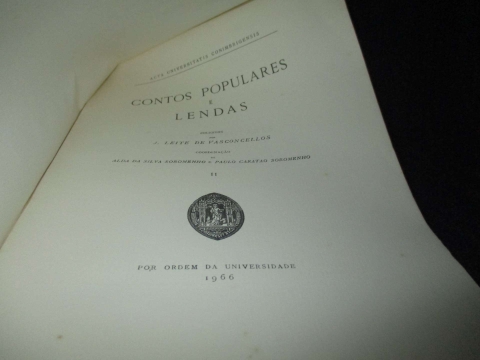 ACTA UNIVERSITATIS CONIMBRIGENSIS
CONTOS POPULARES
E
LENDAS
COLIGIDOS
POR
J. LEITE DE VASCONCELLOS
COORDENAÇÃO
DE
ALDA DA SILVA SOROMENHO E PAULO CARATÃO SOROMENHO
II
POR ORDEM DA UNIVERSIDADE
1966